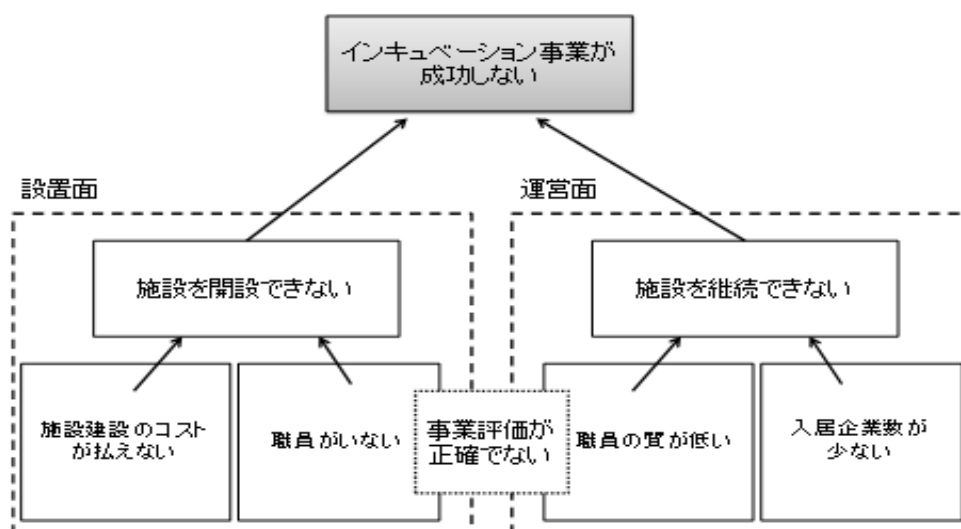 インキュベーション事業が
成功しない
設置面
運営面
施設を開設できない
施設を継続できない
施設建設のコスト
が払えない
職員がいない
事業評価が
正確でない
職員の質が低い
入居企業数が
少ない